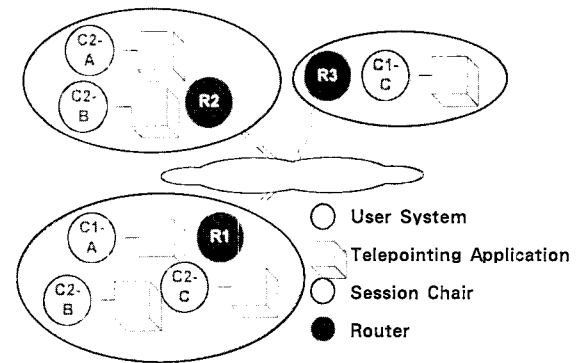 C2-
A
C2-
B
R2
R3
C1-
C
C1-
A
R1
C2-
B
C2-
C
User System
Telepointing Application
Session Chair
Router